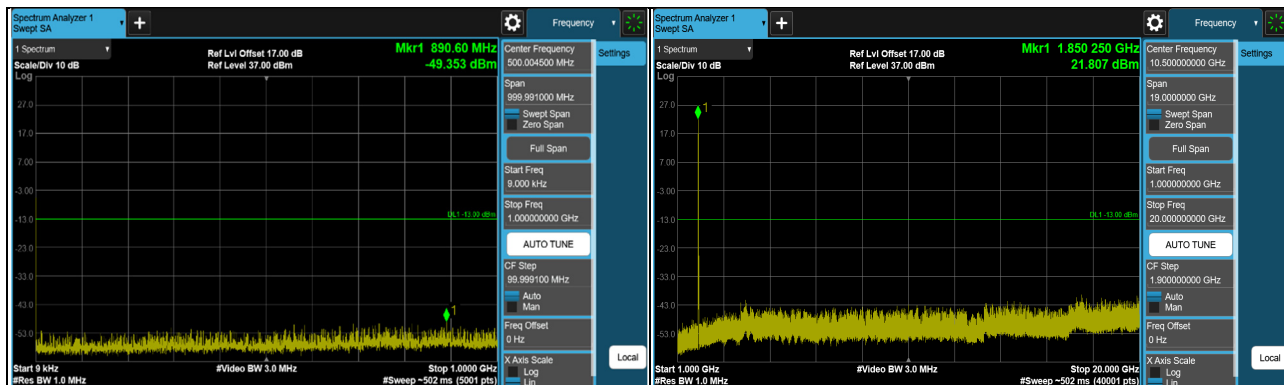 Spectrum Analyzer 1
Swept SA
+
Frequency
1 Spectrum
Scale/Div 10 dB
Log
Ref Lvl Offset 17.00 dB
Ref Level 37.00 dBm
Mkr1 890.60 MHz
-49.353 dBm
27.0
17.0
7.00
-3.00
-13.0
-23.0
-33.0
-43.0
-53.0
DL1 -13.00 dBm
1
Start 9 kHz
#Res BW 1.0 MHz
#Video BW 3.0 MHz
Stop 1.0000 GHz
#Sweep ~502 ms (5001 pts)
Center Frequency
500.004500 MHz
Span
999.991000 MHz
Swept Span
Zero Span
Full Span
Start Freq
9.000 kHz
Stop Freq
1.000000000 GHz
AUTO TUNE
CF Step
99.999100 MHz
Auto
Man
Freq Offset
0 Hz
X Axis Scale
Log
Lin
Settings
Local
Spectrum Analyzer 1
Swept SA
+
Frequency
1 Spectrum
Scale/Div 10 dB
Log
Ref Lvl Offset 17.00 dB
Ref Level 37.00 dBm
Mkr1 1.850 250 GHz
21.807 dBm
27.0
17.0
7.00
-3.00
-13.0
-23.0
-33.0
-43.0
-53.0
DL1 -13.00 dBm
1
Start 1.000 GHz
#Res BW 1.0 MHz
#Video BW 3.0 MHz
Stop 20.000 GHz
#Sweep ~502 ms (40001 pts)
Center Frequency
10.500000000 GHz
Span
19.0000000 GHz
Swept Span
Zero Span
Full Span
Start Freq
1.000000000 GHz
Stop Freq
20.000000000 GHz
AUTO TUNE
CF Step
1.900000000 GHz
Auto
Man
Freq Offset
0 Hz
X Axis Scale
Log
Lin
Settings
Local